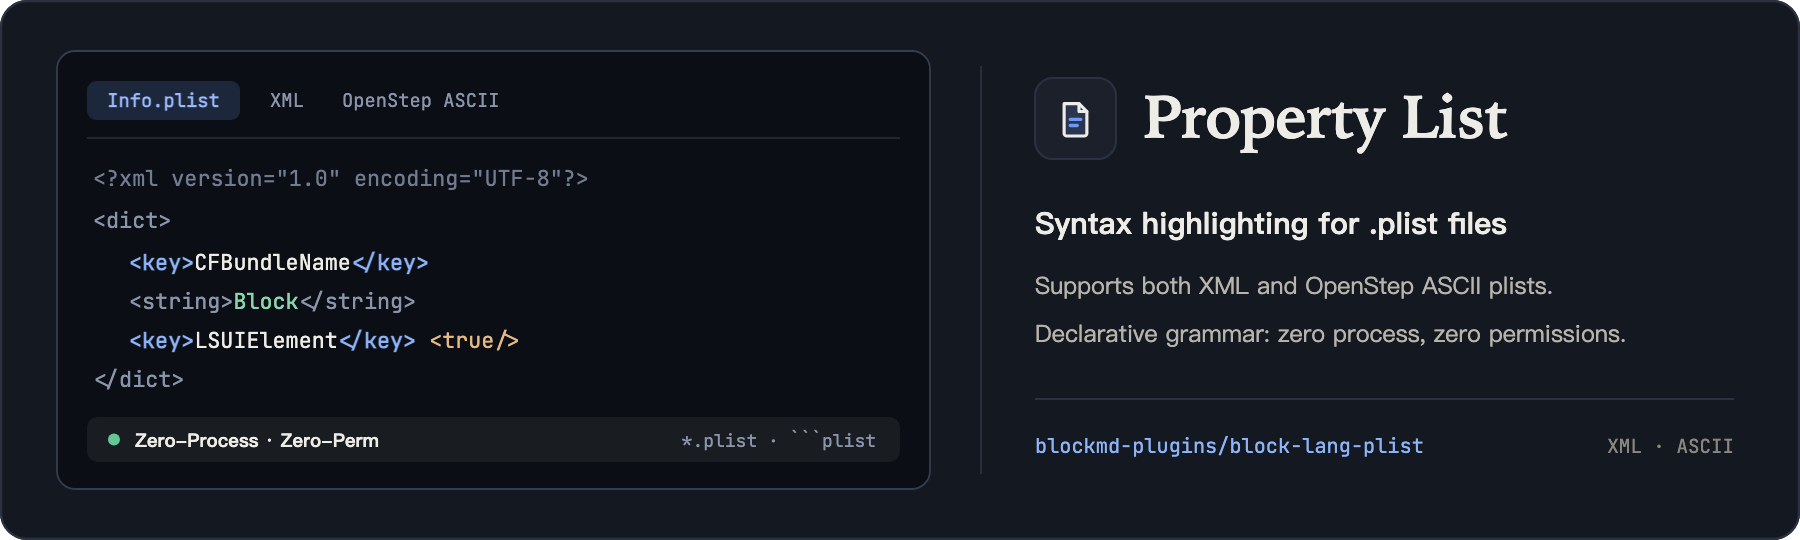 Info.plist XML OpenStep ASCII
<?xml version="1.0" encoding="UTF-8"?>
<dict>
<key>CFBundleName</key>
<string>Block</string>
<key>LSUIElement</key> <true/>
</dict>
Zero-Process · Zero-Perm *.plist · ```plist
Property List
Syntax highlighting for .plist files
Supports both XML and OpenStep ASCII plists.
Declarative grammar: zero process, zero permissions.
blockmd-plugins/block-lang-plist XML · ASCII